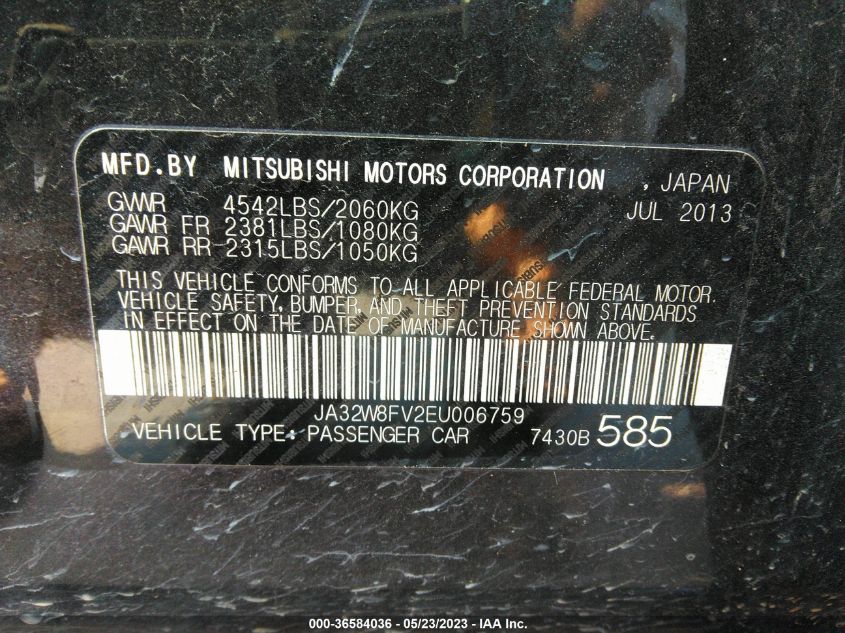 MFD.BY MITSUBISHI MOTORS CORPORATION , JAPAN
GVWR 4542LBS/2060KG JUL 2013
GAWR FR 2381LBS/1080KG
GAWR RR 2315LBS/1050KG
THIS VEHICLE CONFORMS TO ALL APPLICABLE FEDERAL MOTOR.
VEHICLE SAFETY, BUMPER, AND THEFT PREVENTION STANDARDS
IN EFFECT ON THE DATE OF MANUFACTURE SHOWN ABOVE.
JA32W8FV2EU006759
VEHICLE TYPE: PASSENGER CAR 7430B 585
000-36584036 - 05/23/2023 - IAA, Inc.